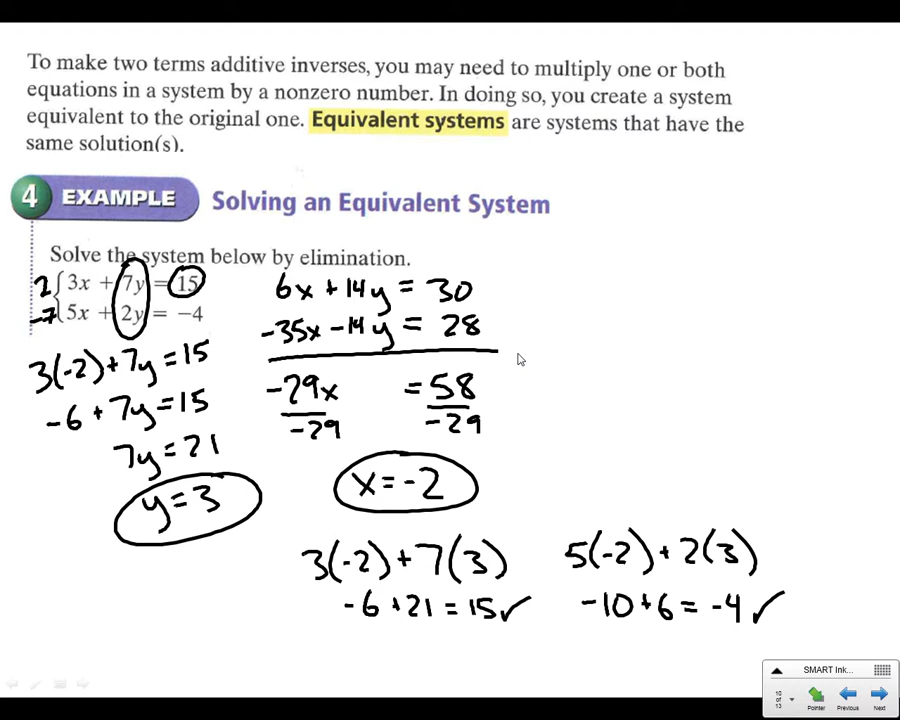 To make two terms additive inverses, you may need to multiply one or both
equations in a system by a nonzero number. In doing so, you create a system
equivalent to the original one. Equivalent systems are systems that have the
same solution(s).
4 EXAMPLE Solving an Equivalent System
Solve the system below by elimination.
2 { 3x + 7y = 15
-7 { 5x + 2y = -4
3(-2) + 7y = 15
-6 + 7y = 15
7y = 21
y = 3
6x + 14y = 30
-35x - 14y = 28
-29x = 58
-29 -29
x = -2
3(-2) + 7(3)
-6 + 21 = 15 ✓
5(-2) + 2(3)
-10 + 6 = -4 ✓
SMART Ink...
10
of
13
Pointer
Previous
Next